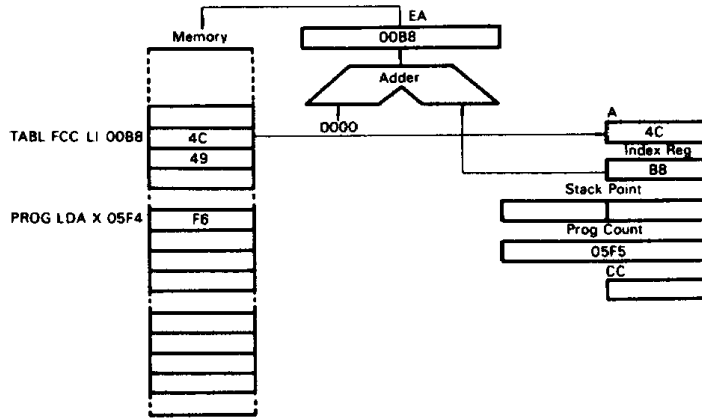 EA
Memory
00B8
Adder
A
0000
TABL FCC LI 00B8
4C
4C
49
Index Reg
B8
Stack Point
PROG LDA X 05F4
F6
Prog Count
05F5
CC